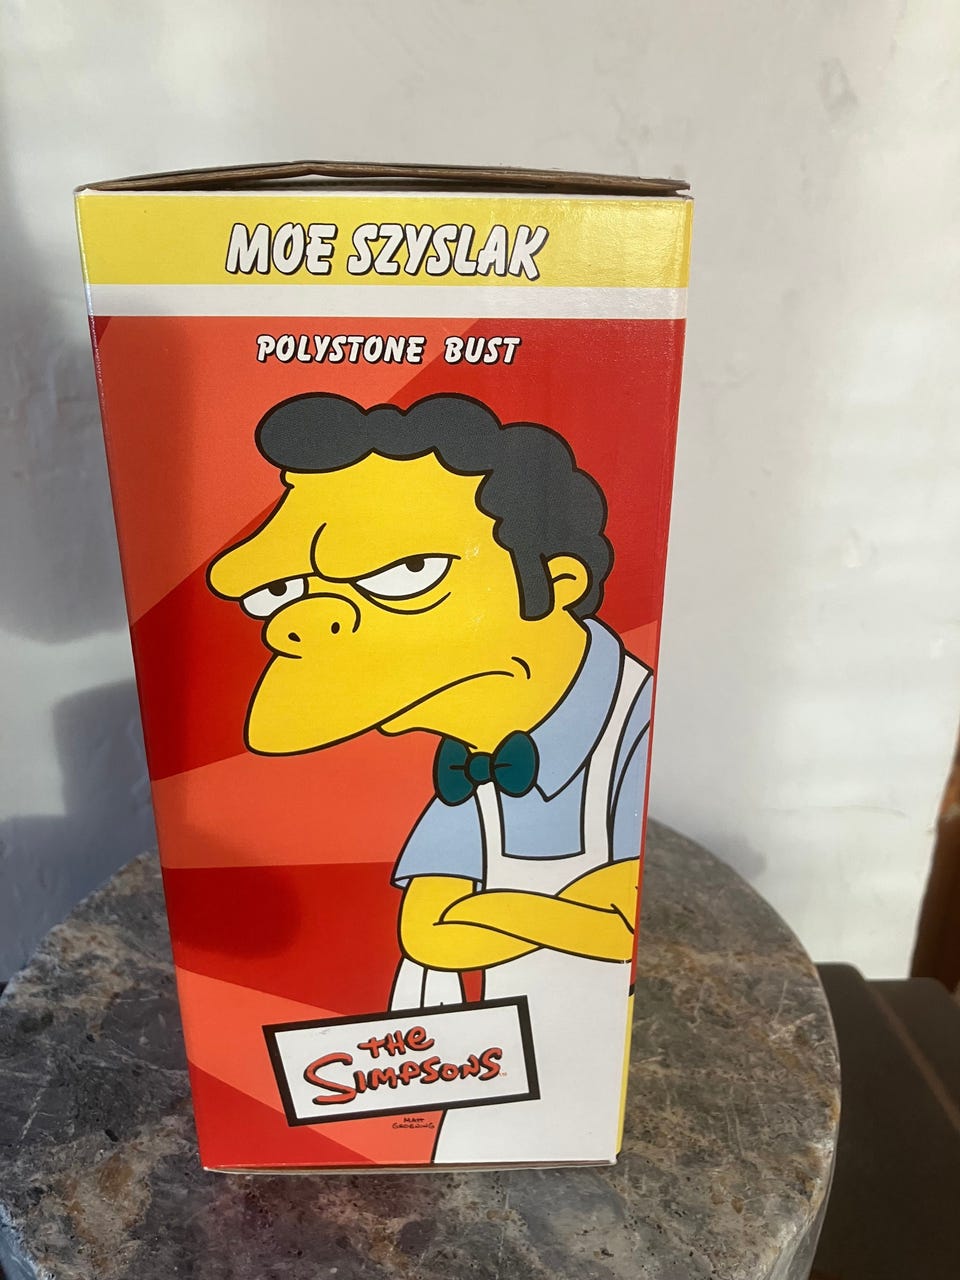 MOE SZYSLAK
POLYSTONE BUST
THE
SIMPSONS
MATT
GROENING